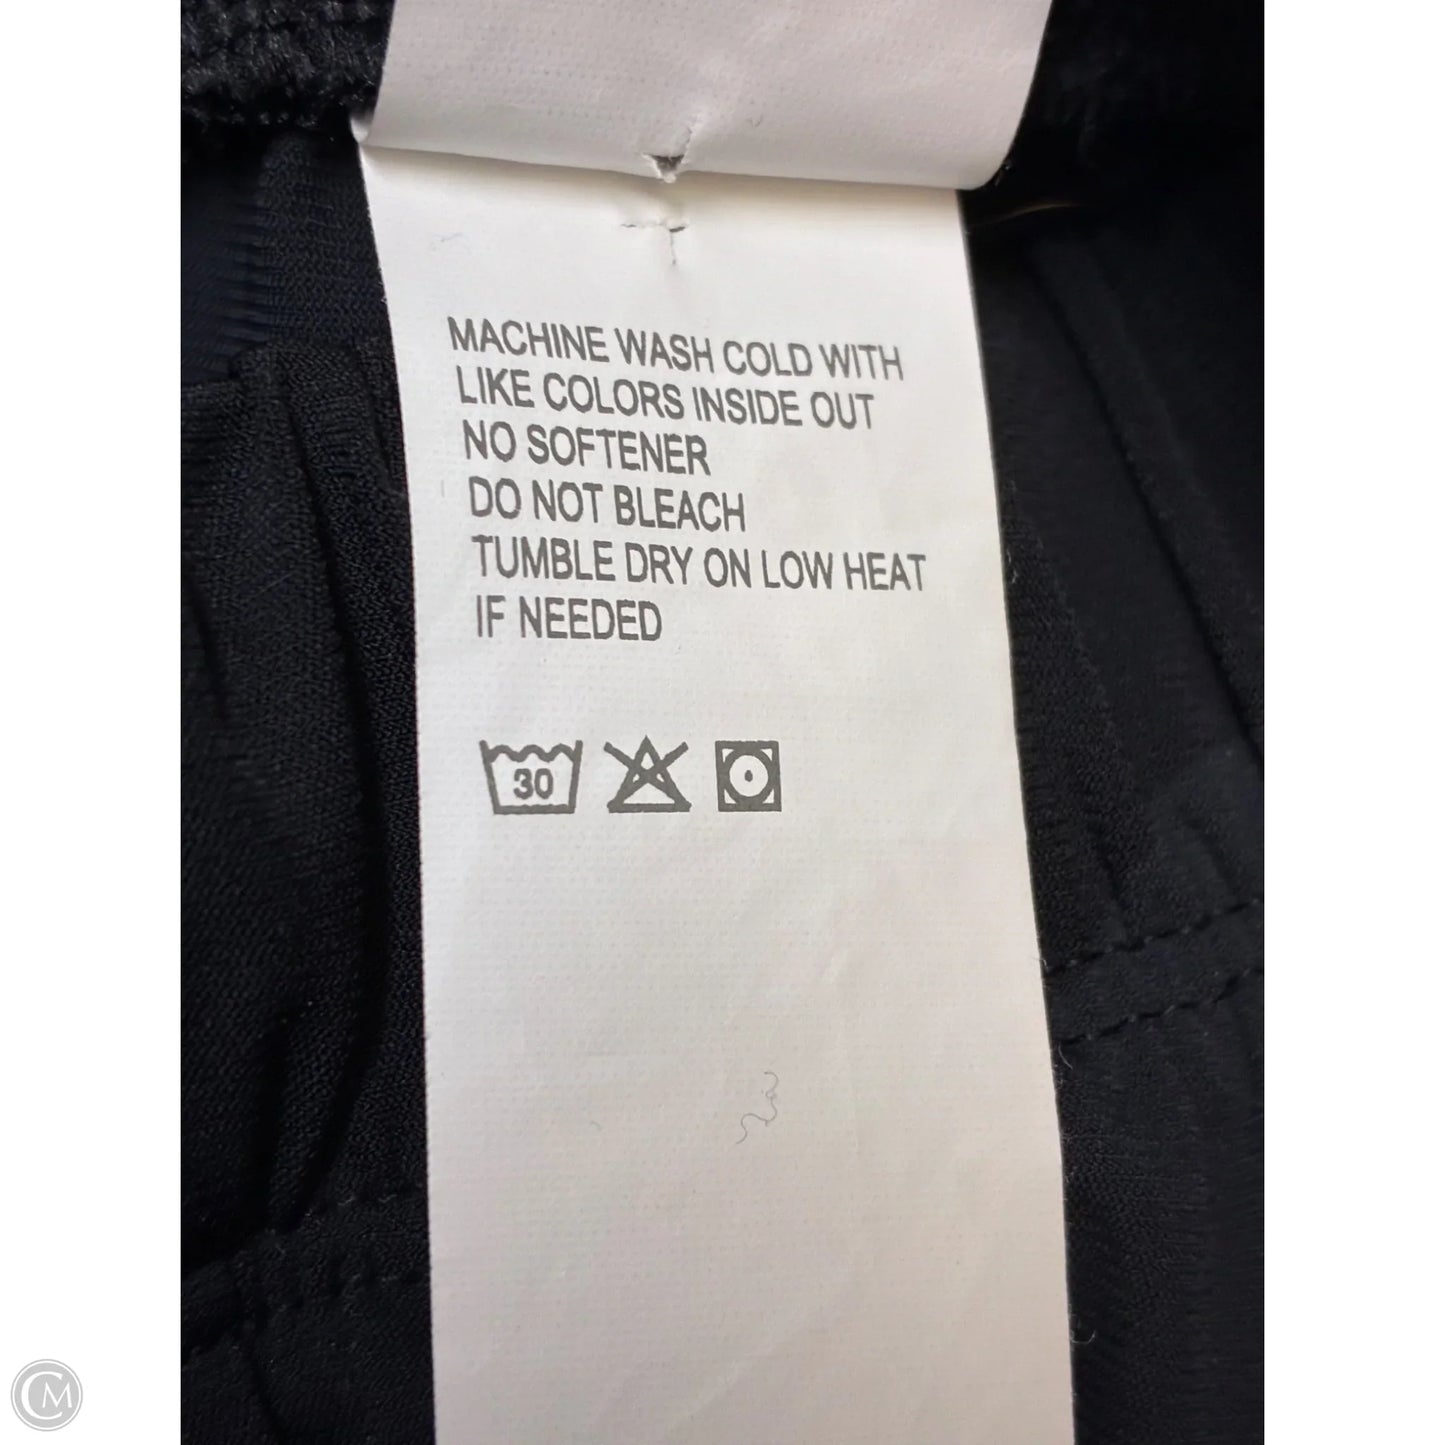 MACHINE WASH COLD WITH
LIKE COLORS INSIDE OUT
NO SOFTENER
DO NOT BLEACH
TUMBLE DRY ON LOW HEAT
IF NEEDED
30
CM